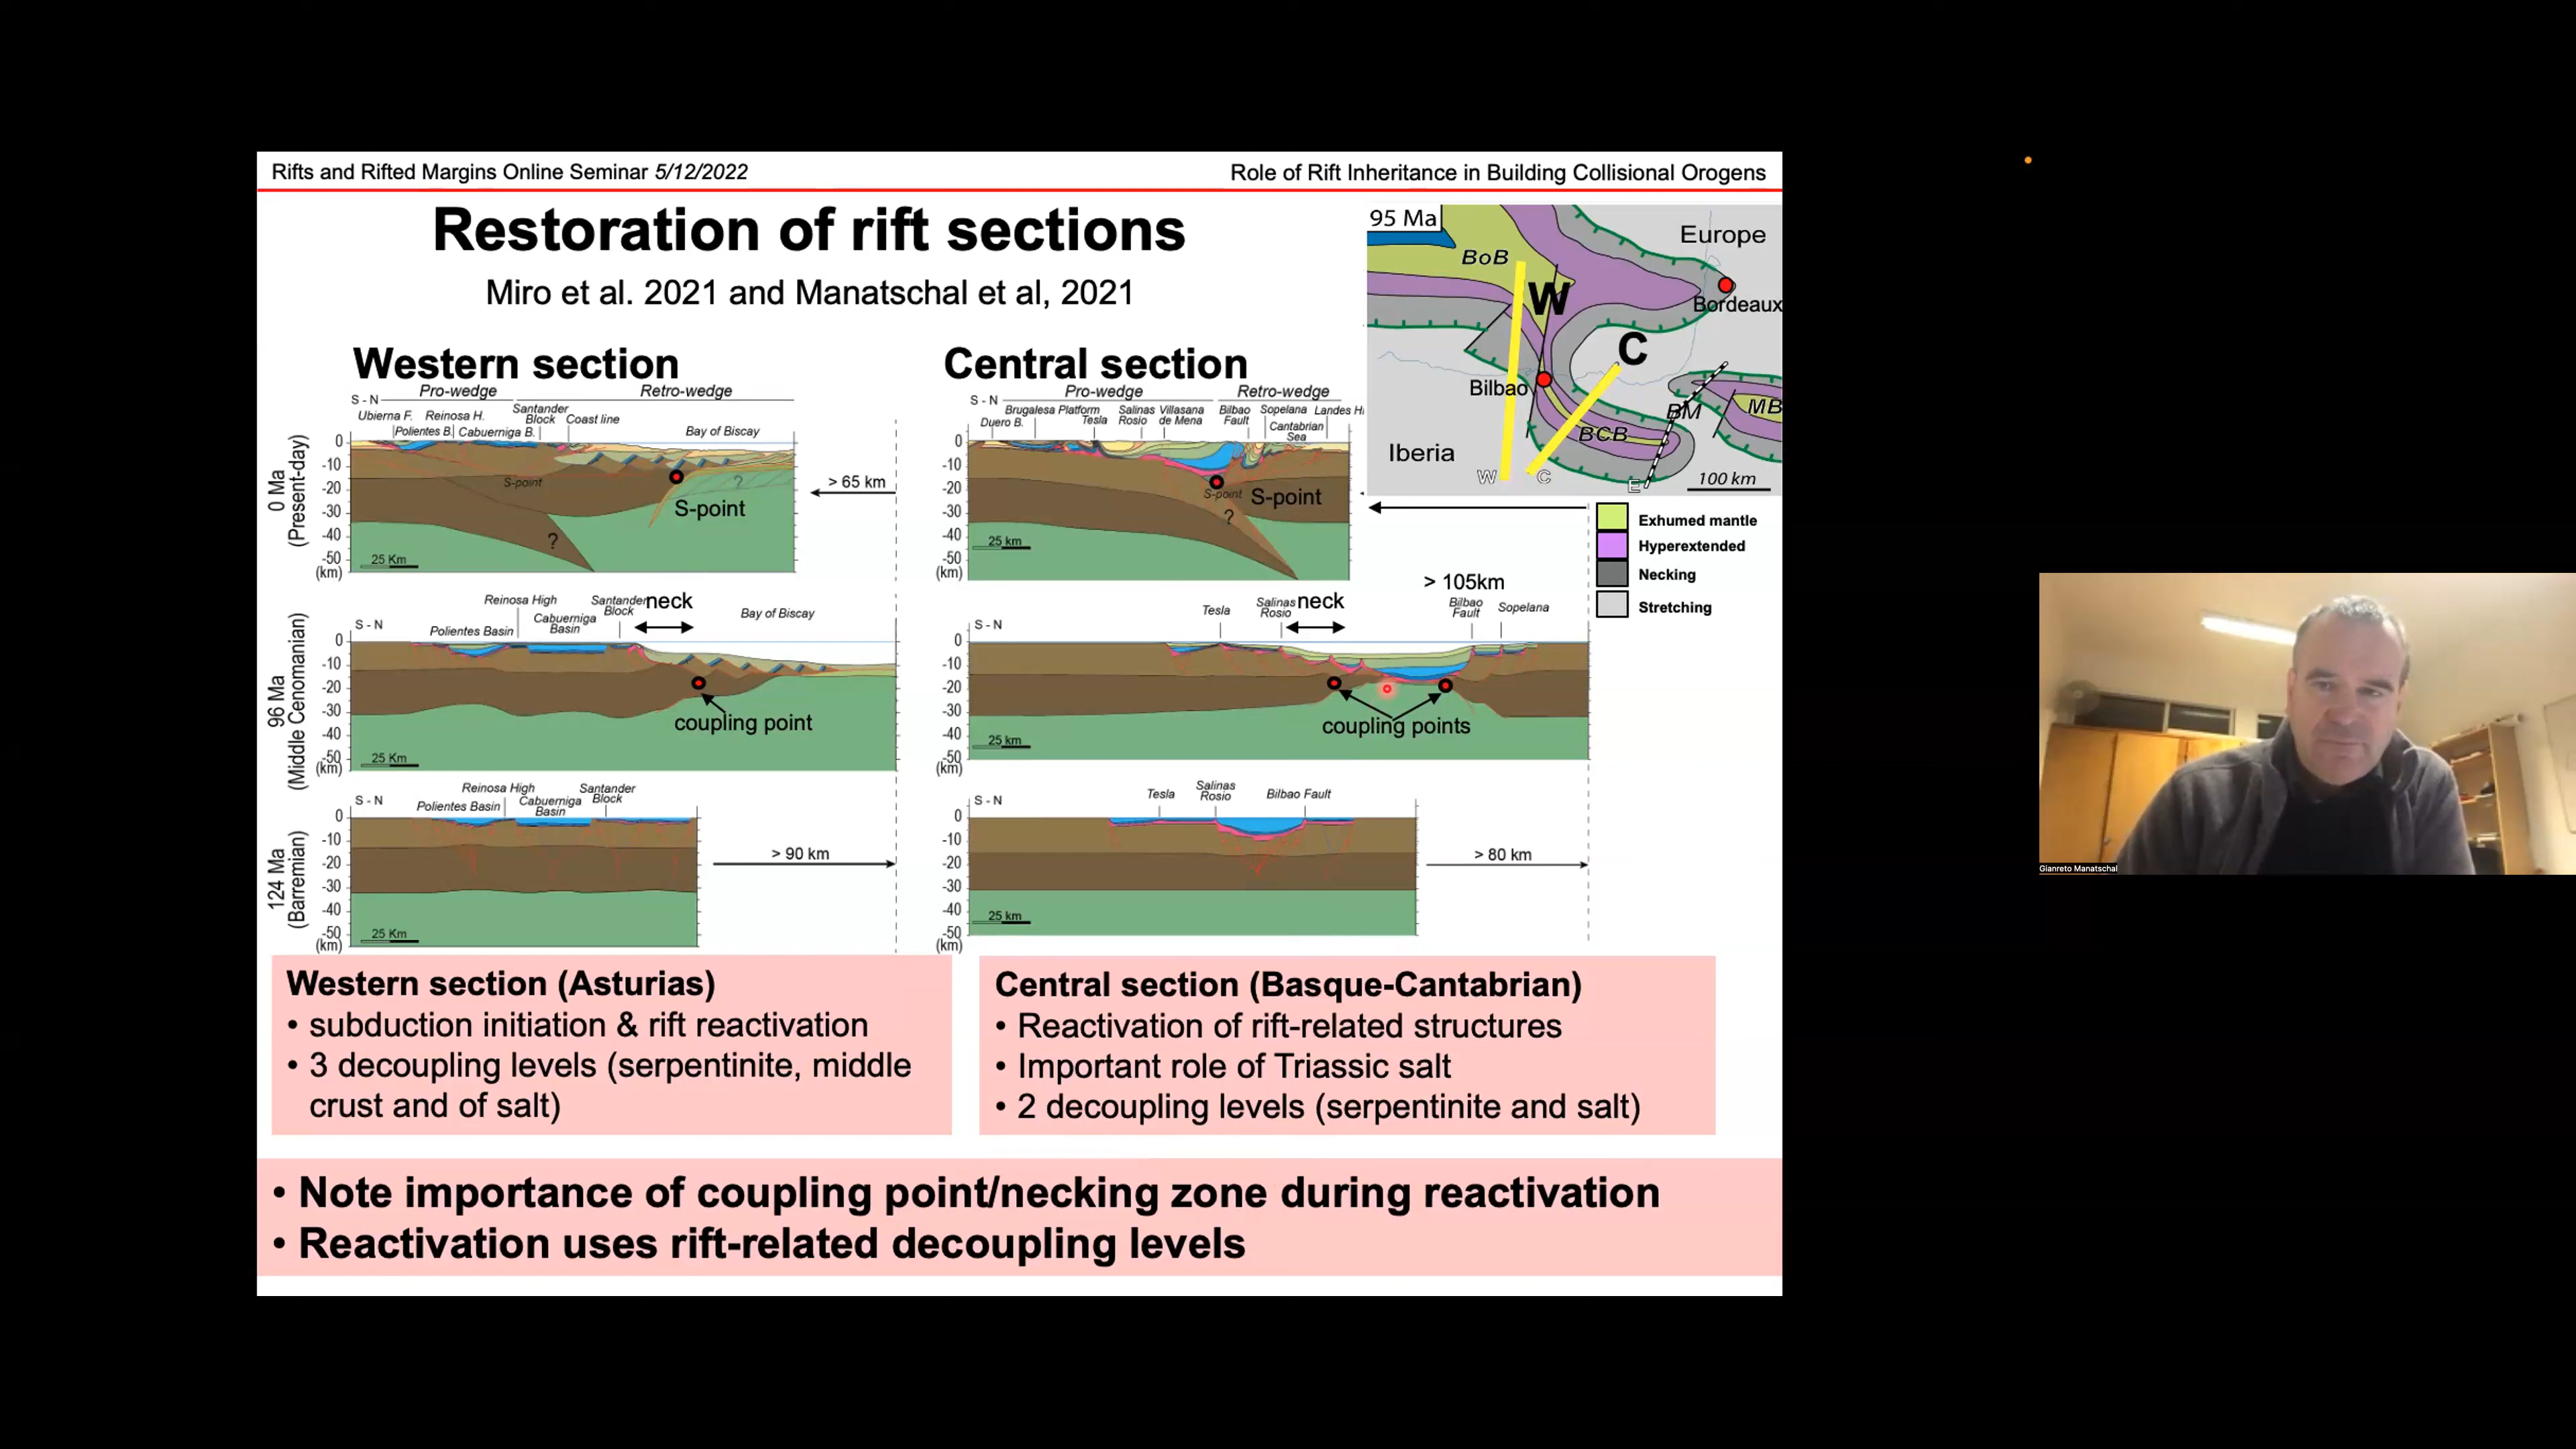 Rifts and Rifted Margins Online Seminar 5/12/2022
Role of Rift Inheritance in Building Collisional Orogens
Restoration of rift sections
Miro et al. 2021 and Manatschal et al, 2021
95 Ma
Europe
BoB
W
Bordeaux
C
Bilbao
BM
MB
BCB
Iberia
W
C
E
100 km
Exhumed mantle
Hyperextended
Necking
Stretching
Western section
Pro-wedge
Retro-wedge
S - N
Ubierna F.
Reinosa H.
Santander
Block
Coast line
Polientes B.
Cabuerniga B.
Bay of Biscay
0 Ma
(Present-day)
0
-10
-20
-30
-40
-50
(km)
S-point
?
S-point
?
25 Km
> 65 km
Central section
Pro-wedge
Retro-wedge
S - N
Brugalesa Platform
Duero B.
Tesla
Salinas
Rosio
Villasana
de Mena
Bilbao
Fault
Sopelana
Landes H
Cantabrian
Sea
0
-10
-20
-30
-40
-50
(km)
S-point
S-point
?
25 km
> 105km
96 Ma
(Middle Cenomanian)
S - N
Reinosa High
Santander
Block
neck
Polientes Basin
Cabuerniga
Basin
Bay of Biscay
0
-10
-20
-30
-40
-50
(km)
coupling point
25 Km
S - N
Tesla
Salinas
Rosio
neck
Bilbao
Fault
Sopelana
0
-10
-20
-30
-40
-50
(km)
coupling points
25 km
124 Ma
(Barremian)
S - N
Reinosa High
Santander
Block
Polientes Basin
Cabuerniga
Basin
0
-10
-20
-30
-40
-50
(km)
25 Km
> 90 km
S - N
Tesla
Salinas
Rosio
Bilbao Fault
0
-10
-20
-30
-40
-50
(km)
25 km
> 80 km
Western section (Asturias)
• subduction initiation & rift reactivation
• 3 decoupling levels (serpentinite, middle
crust and of salt)
Central section (Basque-Cantabrian)
• Reactivation of rift-related structures
• Important role of Triassic salt
• 2 decoupling levels (serpentinite and salt)
• Note importance of coupling point/necking zone during reactivation
• Reactivation uses rift-related decoupling levels
Gianreto Manatschal